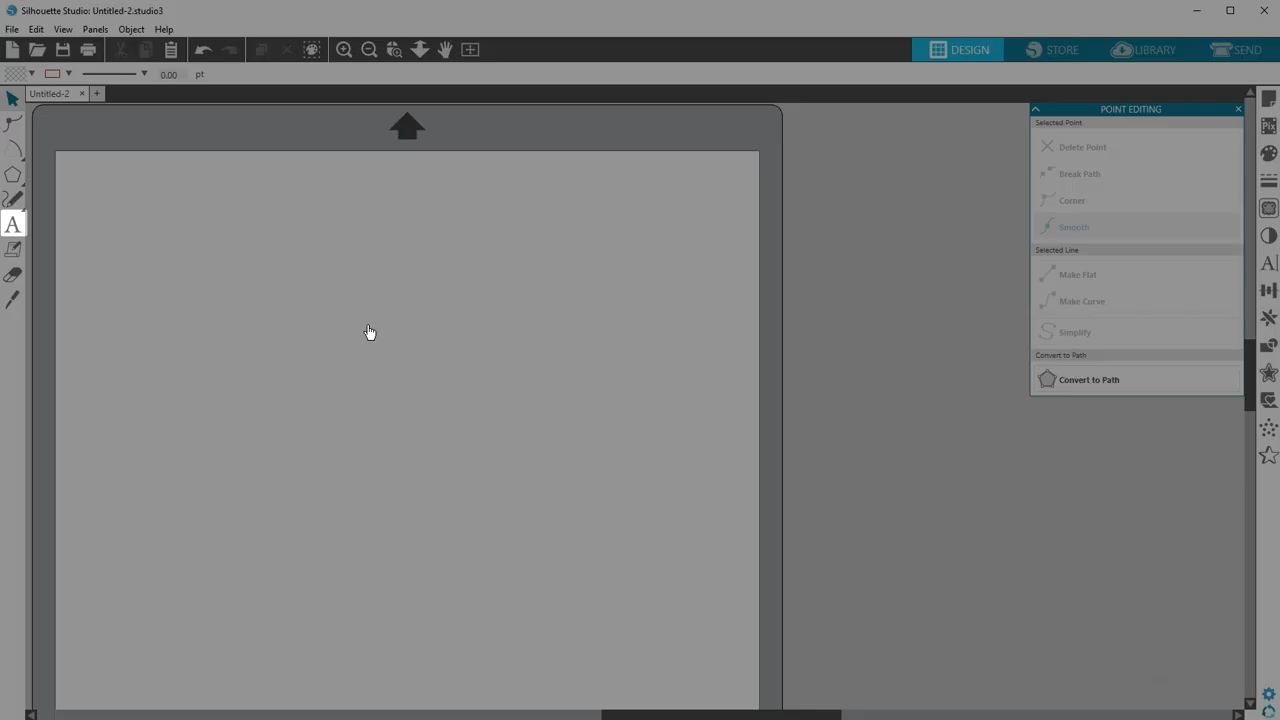 Silhouette Studio: Untitled-2.studio3
File Edit View Panels Object Help
DESIGN STORE LIBRARY SEND
0.00 pt
Untitled-2
POINT EDITING
Selected Point
Delete Point
Break Path
Corner
Smooth
Selected Line
Make Flat
Make Curve
Simplify
Convert to Path
Convert to Path
A
Pix
A